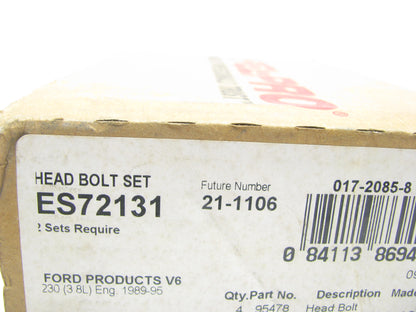 HEAD BOLT SET
ES72131
2 Sets Require
Future Number
21-1106
017-2085-8
0 84113 8694
FORD PRODUCTS V6
230 (3.8L) Eng. 1989-95
Qty. Part No. Description Made
4 95478 Head Bolt